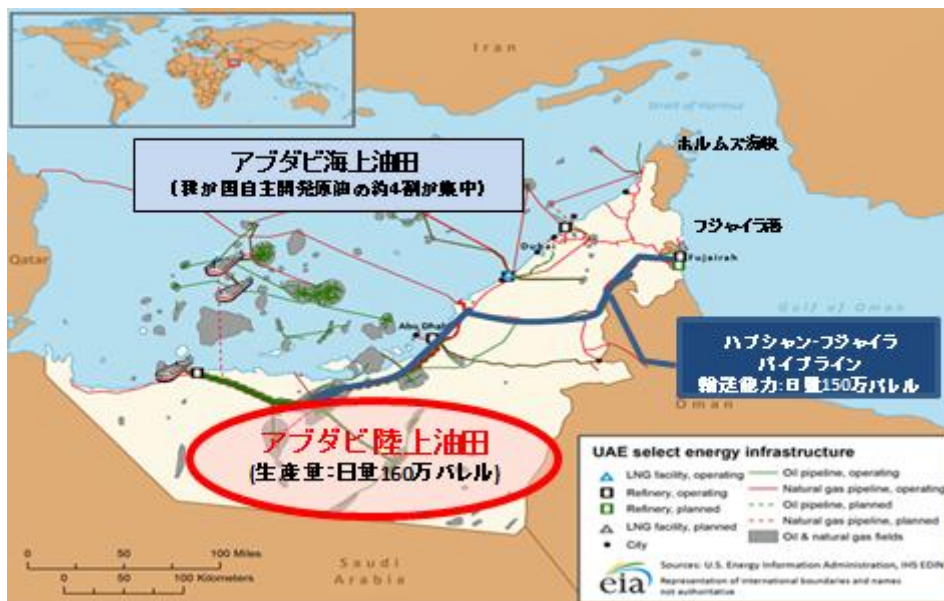 Iran
Strait of Hormuz
アブダビ海上油田
(我が国自主開発原油の約4割が集中)
ホルムズ海峡
フジャイラ港
Qatar
Dubai
Fujairah
Gulf of Oman
Abu Dhabi
ハブシャン-フジャイラ
パイプライン
輸送能力:日量150万バレル
Oman
アブダビ陸上油田
(生産量:日量160万バレル)
UAE select energy infrastructure
LNG facility, operating
Refinery, operating
Refinery, planned
LNG facility, planned
City
Oil pipeline, operating
Natural gas pipeline, operating
Oil pipeline, planned
Natural gas pipeline, planned
Oil & natural gas fields
0 50 100 Miles
0 50 100 Kilometers
Saudi
Arabia
eia
Sources: U.S. Energy Information Administration, IHS EDIN
Representation of international boundaries and names
not authoritative